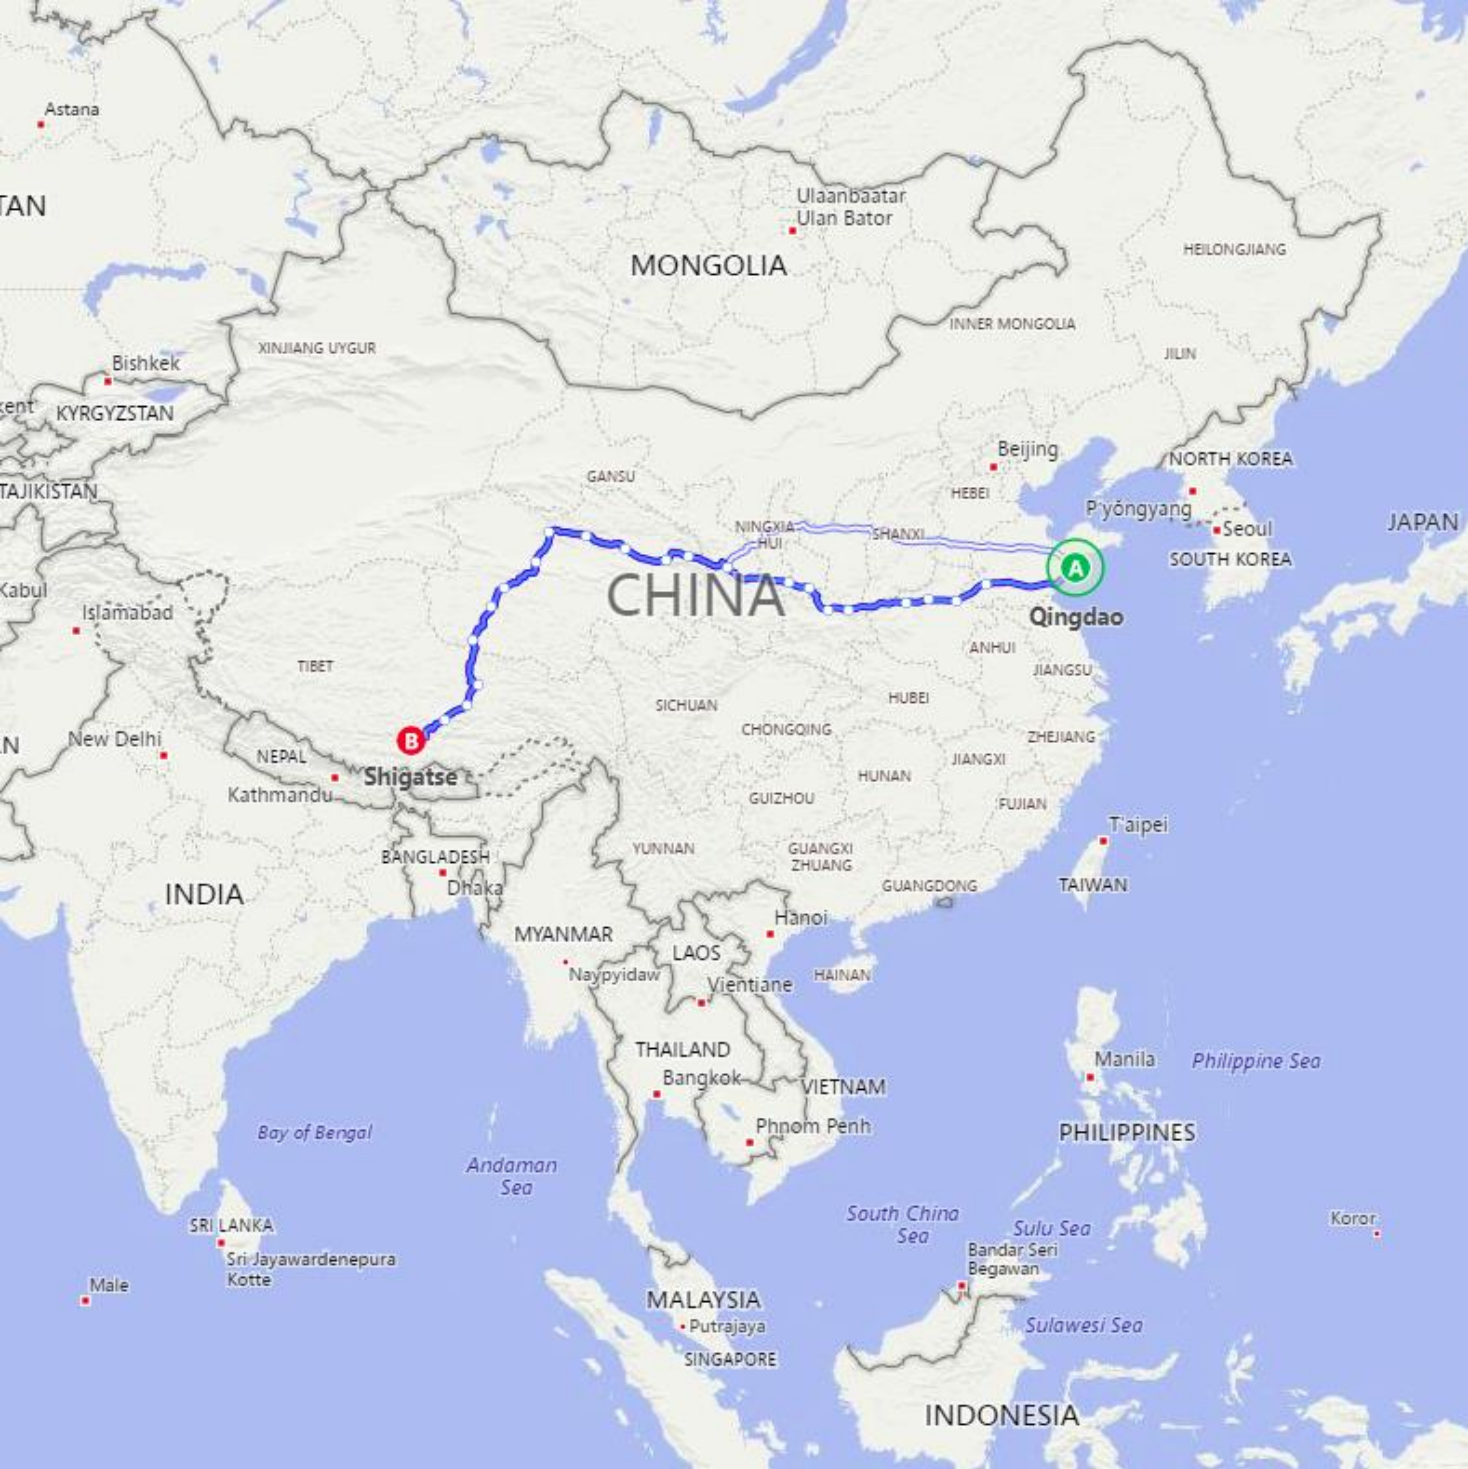 Astana
TAN
Ulaanbaatar
Ulan Bator
MONGOLIA
HEILONGJIANG
INNER MONGOLIA
XINJIANG UYGUR
JILIN
Bishkek
kent
KYRGYZSTAN
Beijing
NORTH KOREA
GANSU
TAJIKISTAN
HEBEI
P'yŏngyang
NINGXIA
HUI
SHANXI
Seoul
JAPAN
SOUTH KOREA
A
Kabul
CHINA
Islamabad
Qingdao
ANHUI
TIBET
JIANGSU
SICHUAN
HUBEI
CHONGQING
ZHEJIANG
AN
New Delhi
B
NEPAL
JIANGXI
Shigatse
HUNAN
Kathmandu
GUIZHOU
FUJIAN
T'aipei
YUNNAN
GUANGXI
ZHUANG
BANGLADESH
Dhaka
GUANGDONG
TAIWAN
INDIA
Hanoi
MYANMAR
LAOS
Naypyidaw
HAINAN
Vientiane
THAILAND
Manila
Philippine Sea
Bangkok
VIETNAM
Phnom Penh
Bay of Bengal
PHILIPPINES
Andaman
Sea
South China
Sea
Sulu Sea
Koror
SRI LANKA
Sri Jayawardenepura
Kotte
Bandar Seri
Begawan
Male
MALAYSIA
Putrajaya
Sulawesi Sea
SINGAPORE
INDONESIA